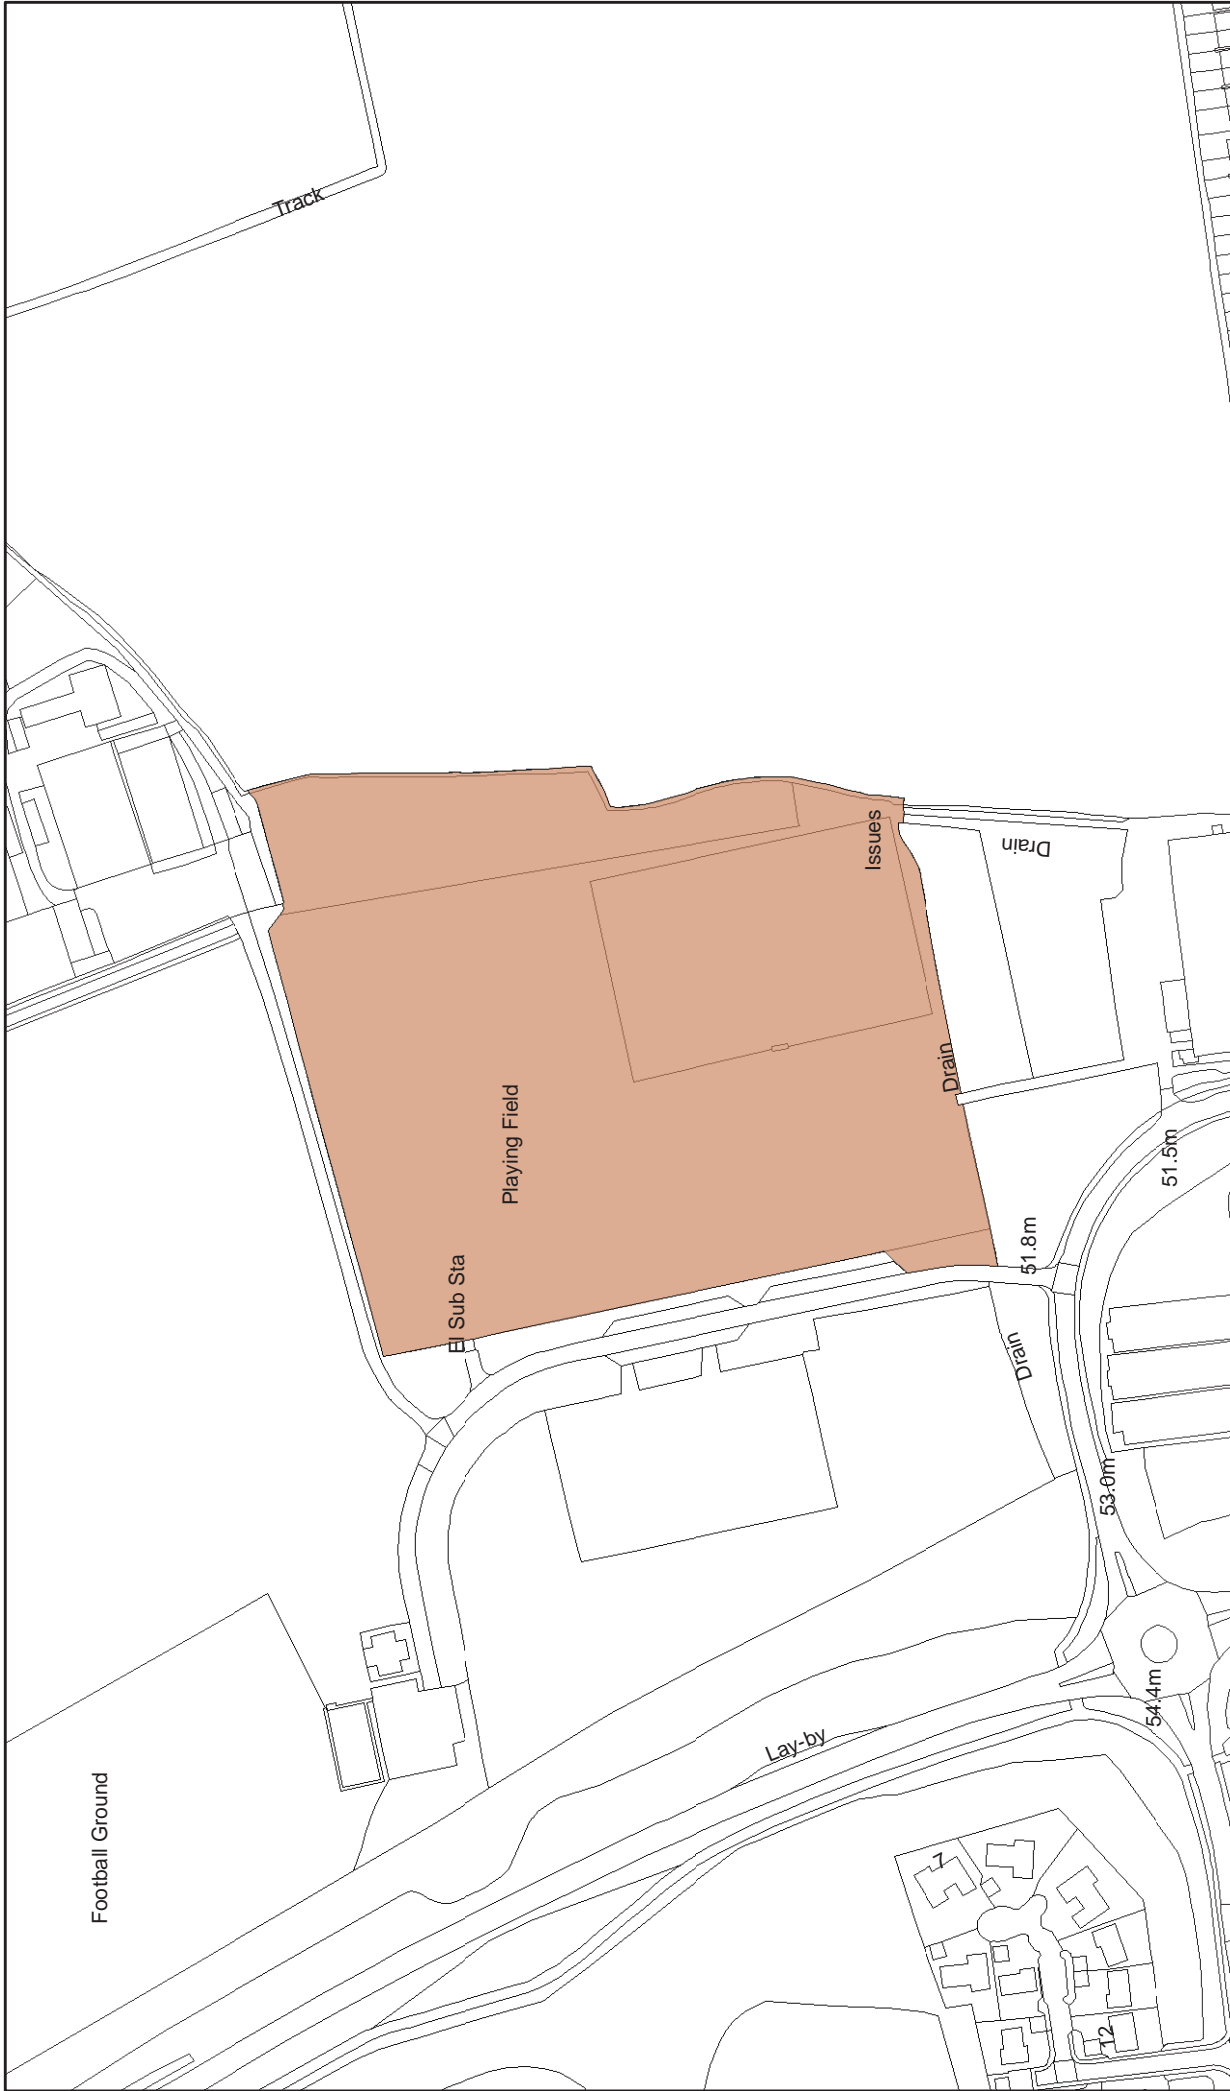 Track
Issues
Drain
Drain
Playing Field
51.5m
El Sub Sta
51.8m
Drain
53.0m
54.4m
Lay-by
Football Ground
7
12